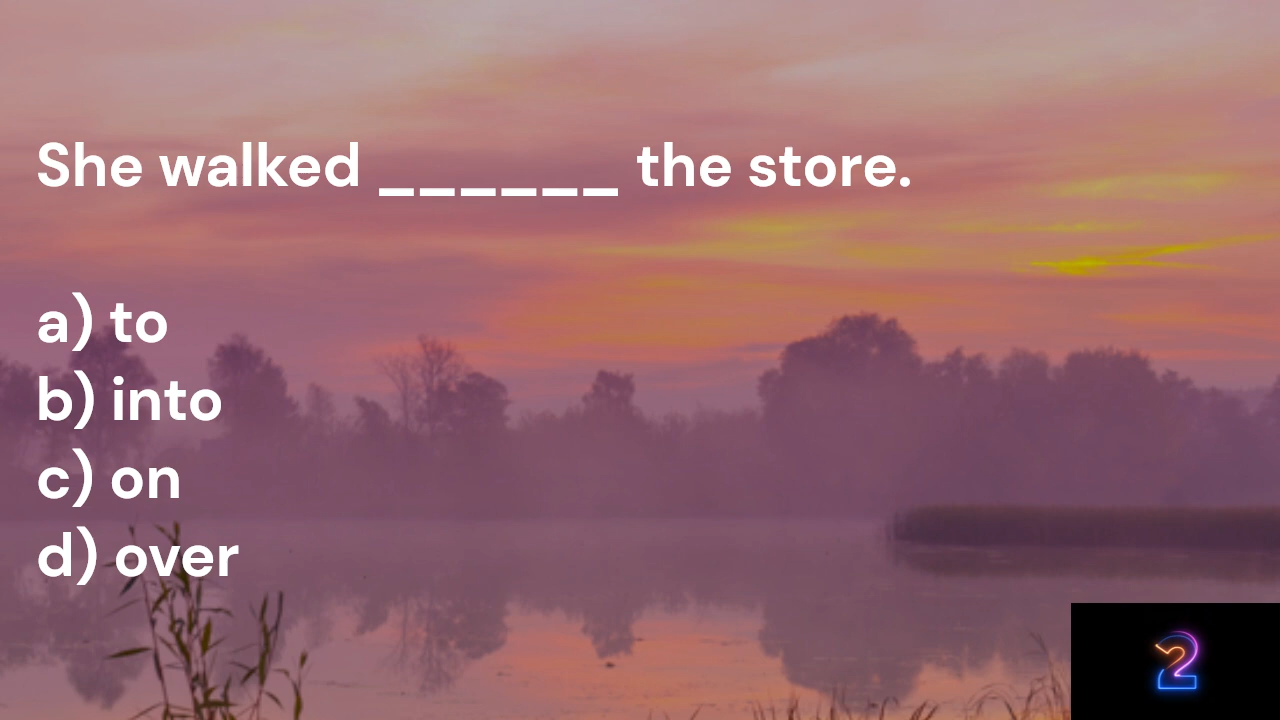 She walked ______ the store.
a) to
b) into
c) on
d) over
2